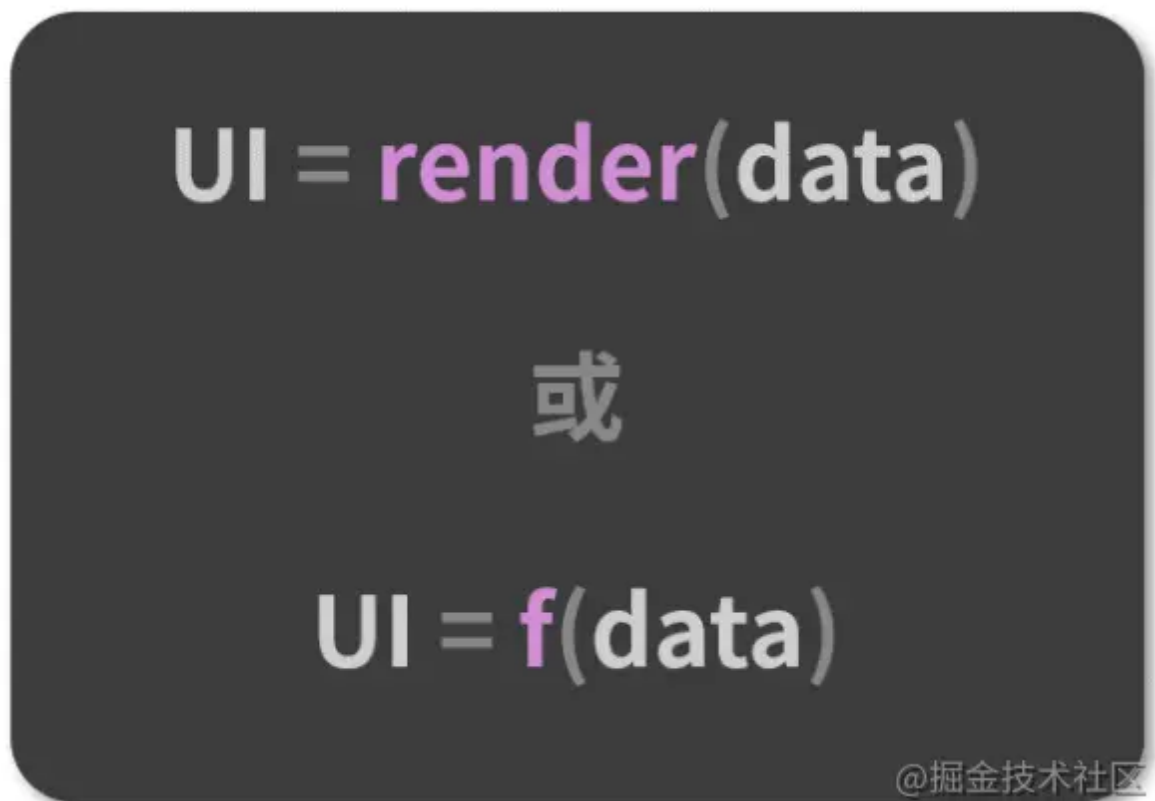 UI = render(data)
或
UI = f(data)
@掘金技术社区